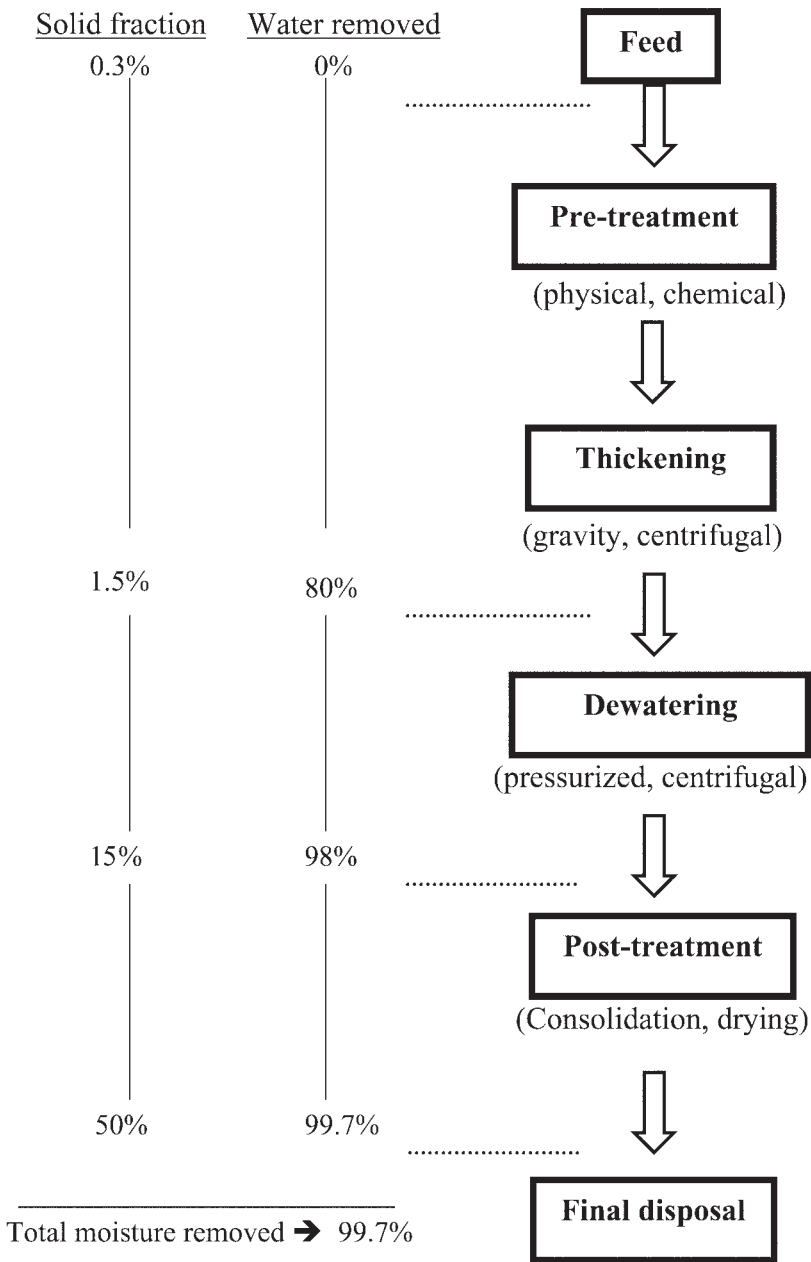 Solid fraction Water removed
0.3% 0%
Feed
Pre-treatment
(physical, chemical)
Thickening
(gravity, centrifugal)
1.5% 80%
Dewatering
(pressurized, centrifugal)
15% 98%
Post-treatment
(Consolidation, drying)
50% 99.7%
Final disposal
Total moisture removed ➔ 99.7%